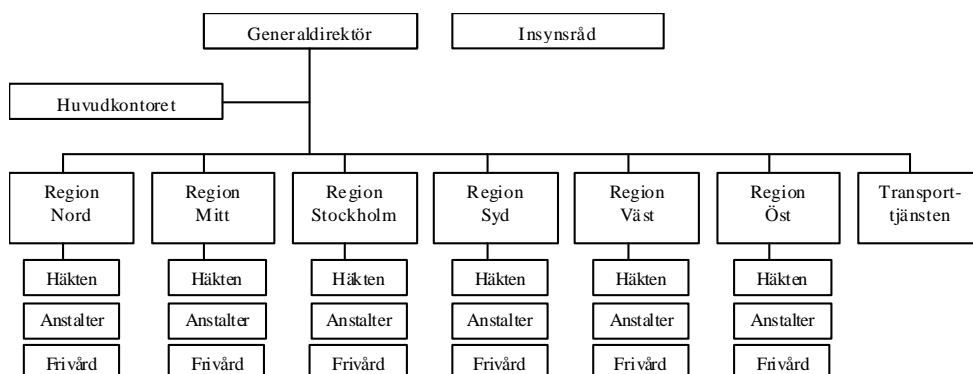 Generaldirektör
Insynsråd
Huvudkontoret
Region
Nord
Region
Mitt
Region
Stockholm
Region
Syd
Region
Väst
Region
Öst
Transport-
tjänsten
Häkten
Häkten
Häkten
Häkten
Häkten
Häkten
Anstalter
Anstalter
Anstalter
Anstalter
Anstalter
Anstalter
Frivård
Frivård
Frivård
Frivård
Frivård
Frivård